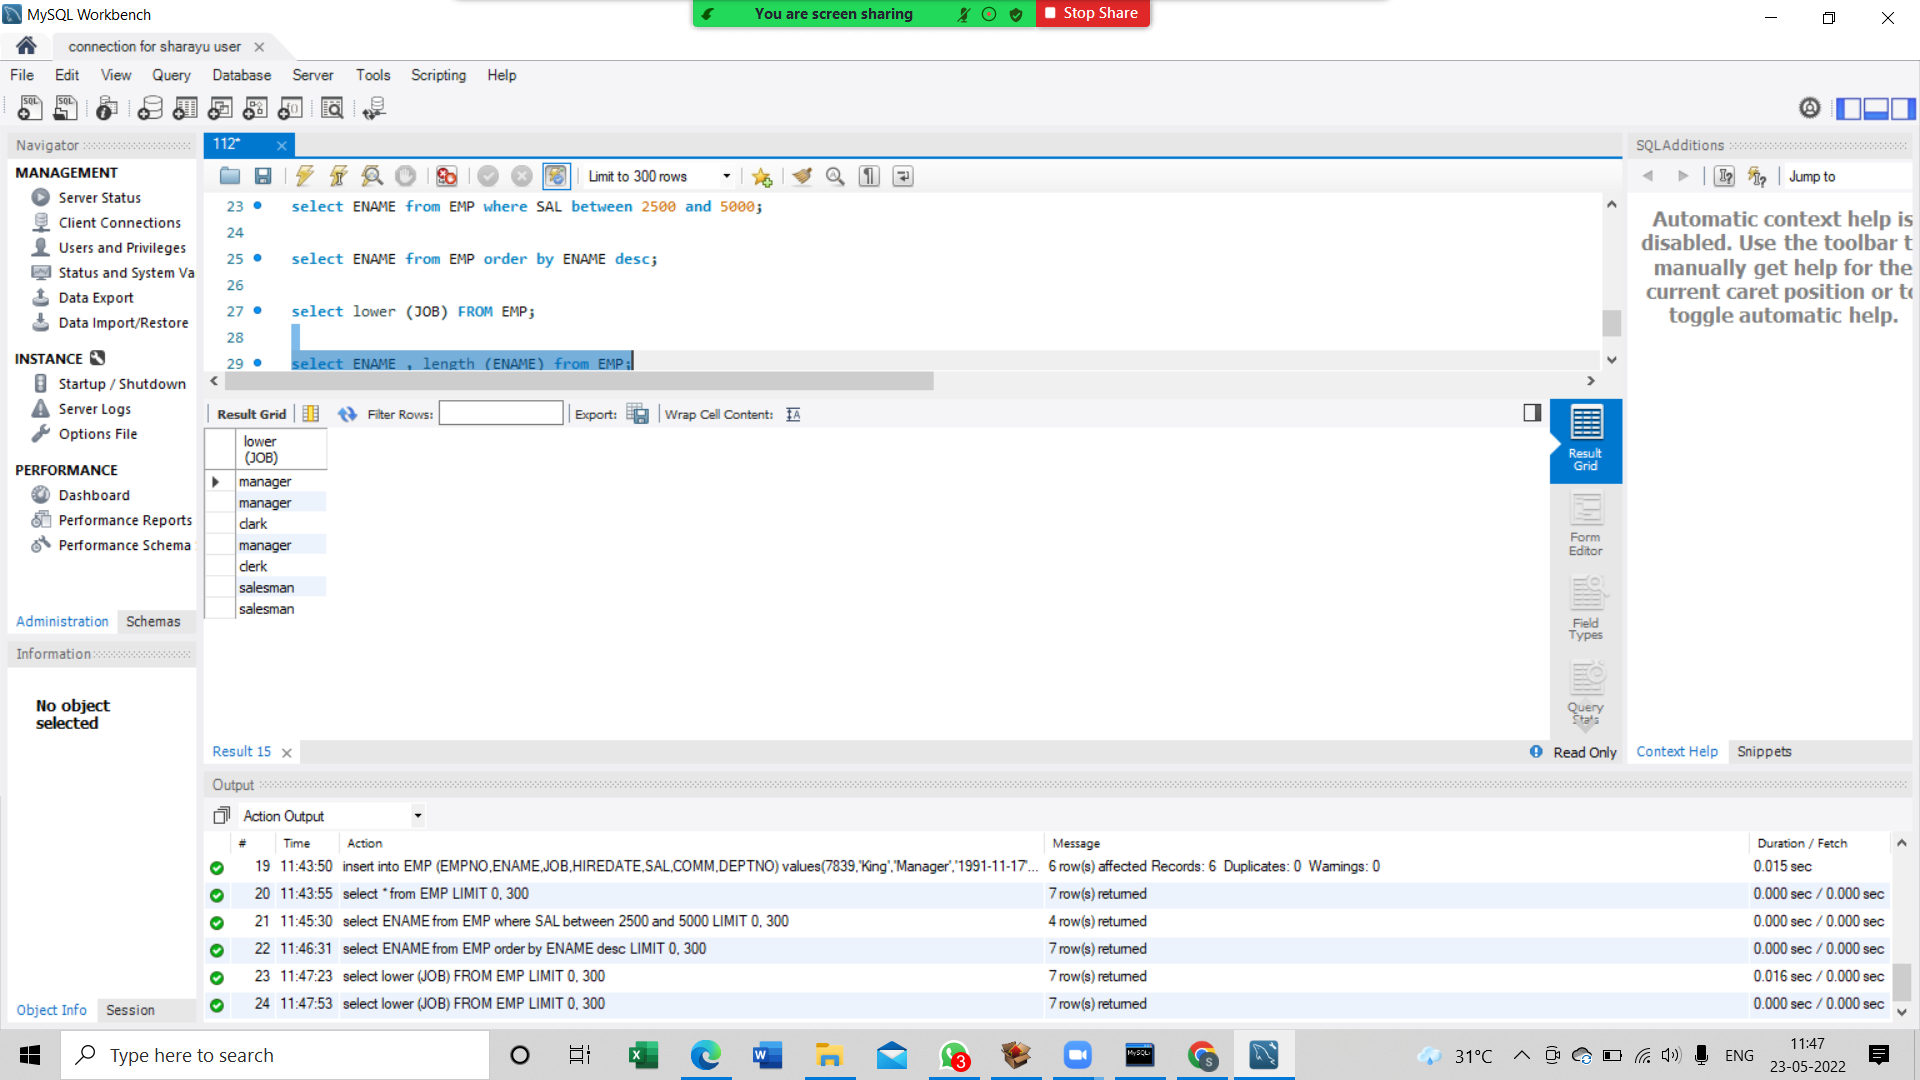 MySQL Workbench
You are screen sharing
Stop Share
connection for sharayu user
File Edit View Query Database Server Tools Scripting Help
Navigator
MANAGEMENT
Server Status
Client Connections
Users and Privileges
Status and System Va
Data Export
Data Import/Restore
INSTANCE
Startup / Shutdown
Server Logs
Options File
PERFORMANCE
Dashboard
Performance Reports
Performance Schema
Administration Schemas
Information
No object
selected
Object Info Session
112*
Limit to 300 rows
23 select ENAME from EMP where SAL between 2500 and 5000;
24
25 select ENAME from EMP order by ENAME desc;
26
27 select lower (JOB) FROM EMP;
28
29 select ENAME , length (ENAME) from EMP;
Result Grid Filter Rows: Export: Wrap Cell Content:
lower
(JOB)
manager
manager
clark
manager
clerk
salesman
salesman
Result
Grid
Form
Editor
Field
Types
Query
Stats
Result 15
Read Only
SQLAdditions
Jump to
Automatic context help is
disabled. Use the toolbar t
manually get help for the
current caret position or to
toggle automatic help.
Context Help Snippets
Output
Action Output
# Time Action Message Duration / Fetch
19 11:43:50 insert into EMP (EMPNO,ENAME,JOB,HIREDATE,SAL,COMM,DEPTNO) values(7839,'King','Manager','1991-11-17'... 6 row(s) affected Records: 6 Duplicates: 0 Warnings: 0 0.015 sec
20 11:43:55 select * from EMP LIMIT 0, 300 7 row(s) returned 0.000 sec / 0.000 sec
21 11:45:30 select ENAME from EMP where SAL between 2500 and 5000 LIMIT 0, 300 4 row(s) returned 0.000 sec / 0.000 sec
22 11:46:31 select ENAME from EMP order by ENAME desc LIMIT 0, 300 7 row(s) returned 0.000 sec / 0.000 sec
23 11:47:23 select lower (JOB) FROM EMP LIMIT 0, 300 7 row(s) returned 0.016 sec / 0.000 sec
24 11:47:53 select lower (JOB) FROM EMP LIMIT 0, 300 7 row(s) returned 0.000 sec / 0.000 sec
Type here to search
3
S
31°C
ENG
11:47
23-05-2022